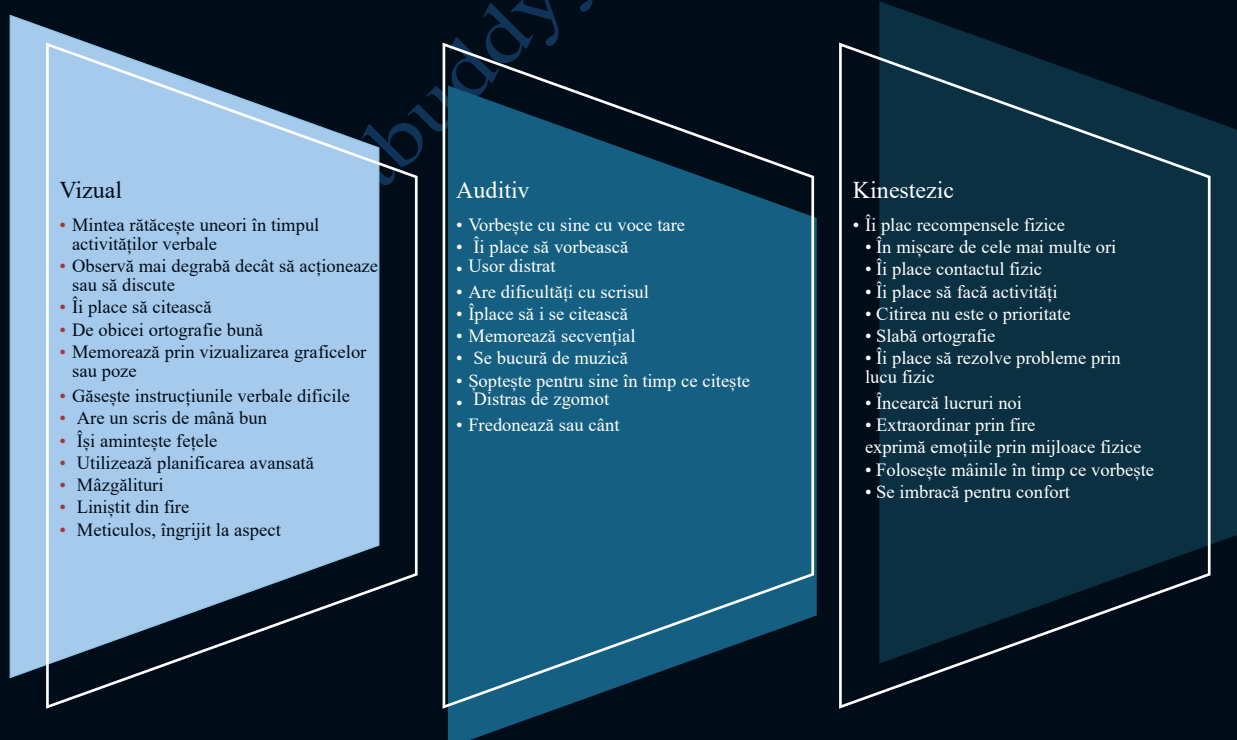 Vizual
• Mintea rătăcește uneori în timpul
activităților verbale
• Observă mai degrabă decât să acționeze
sau să discute
• Îi place să citească
• De obicei ortografie bună
• Memorează prin vizualizarea graficelor
sau poze
• Găsește instrucțiunile verbale dificile
• Are un scris de mână bun
• Își amintește fețele
• Utilizează planificarea avansată
• Mâzgălituri
• Liniștit din fire
• Meticulos, îngrijit la aspect
Auditiv
• Vorbește cu sine cu voce tare
• Îi place să vorbească
• Usor distrat
• Are dificultăți cu scrisul
• Îplace să i se citească
• Memorează secvențial
• Se bucură de muzică
• Șoptește pentru sine în timp ce citește
• Distras de zgomot
• Fredonează sau cânt
Kinestezic
• Îi plac recompensele fizice
• În mișcare de cele mai multe ori
• Îi place contactul fizic
• Îi place să facă activități
• Citirea nu este o prioritate
• Slabă ortografie
• Îi place să rezolve probleme prin
lucu fizic
• Încearcă lucruri noi
• Extraordinar prin fire
exprimă emoțiile prin mijloace fizice
• Folosește mâinile în timp ce vorbește
• Se imbracă pentru confort